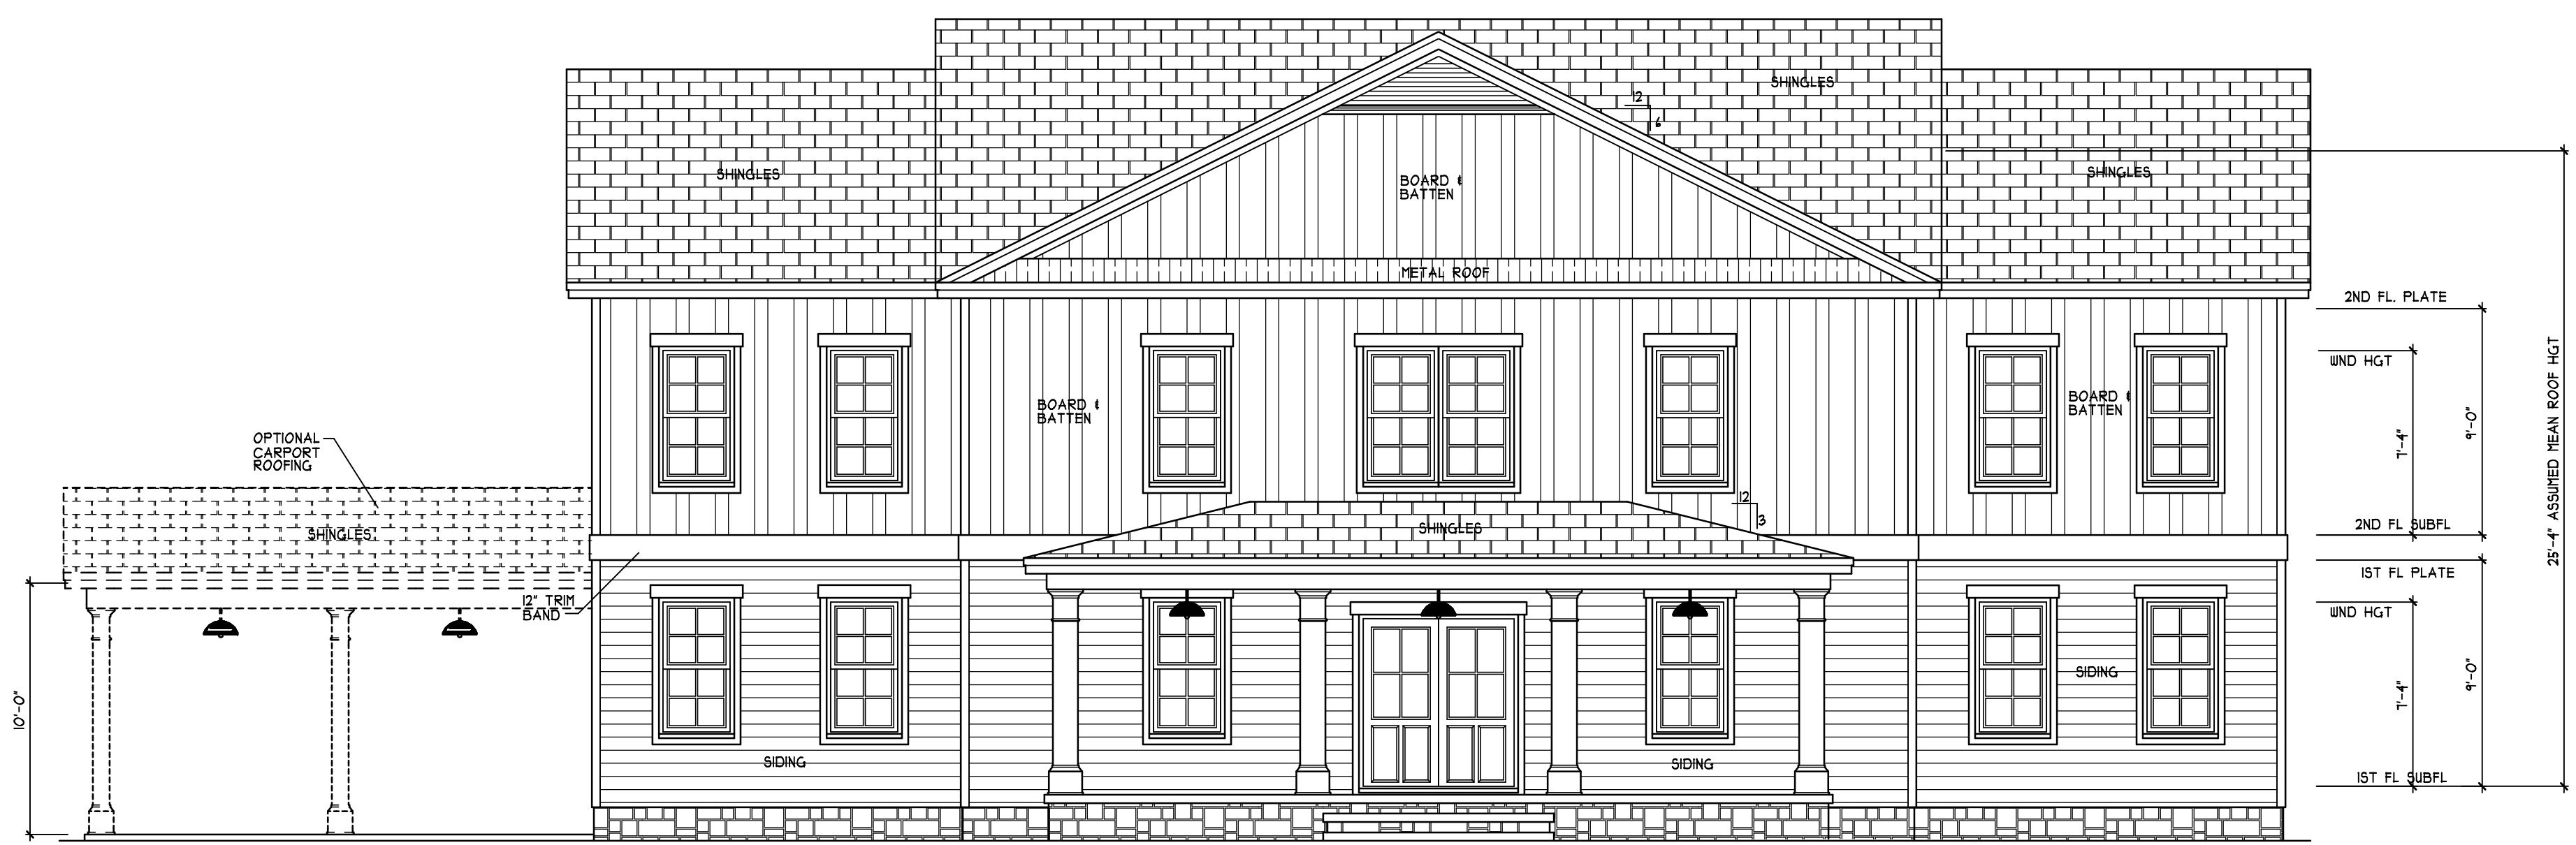 SHINGLES
12
6
SHINGLES
SHINGLES
BOARD &
BATTEN
METAL ROOF
2ND FL. PLATE
WND HGT
BOARD &
BATTEN
BOARD &
BATTEN
7'-4"
9'-0"
25'-4" ASSUMED MEAN ROOF HGT
OPTIONAL
CARPORT
ROOFING
SHINGLES
12
3
SHINGLES
2ND FL SUBFL
1ST FL PLATE
12" TRIM
BAND
WND HGT
10'-0"
SIDING
SIDING
SIDING
7'-4"
9'-0"
1ST FL SUBFL